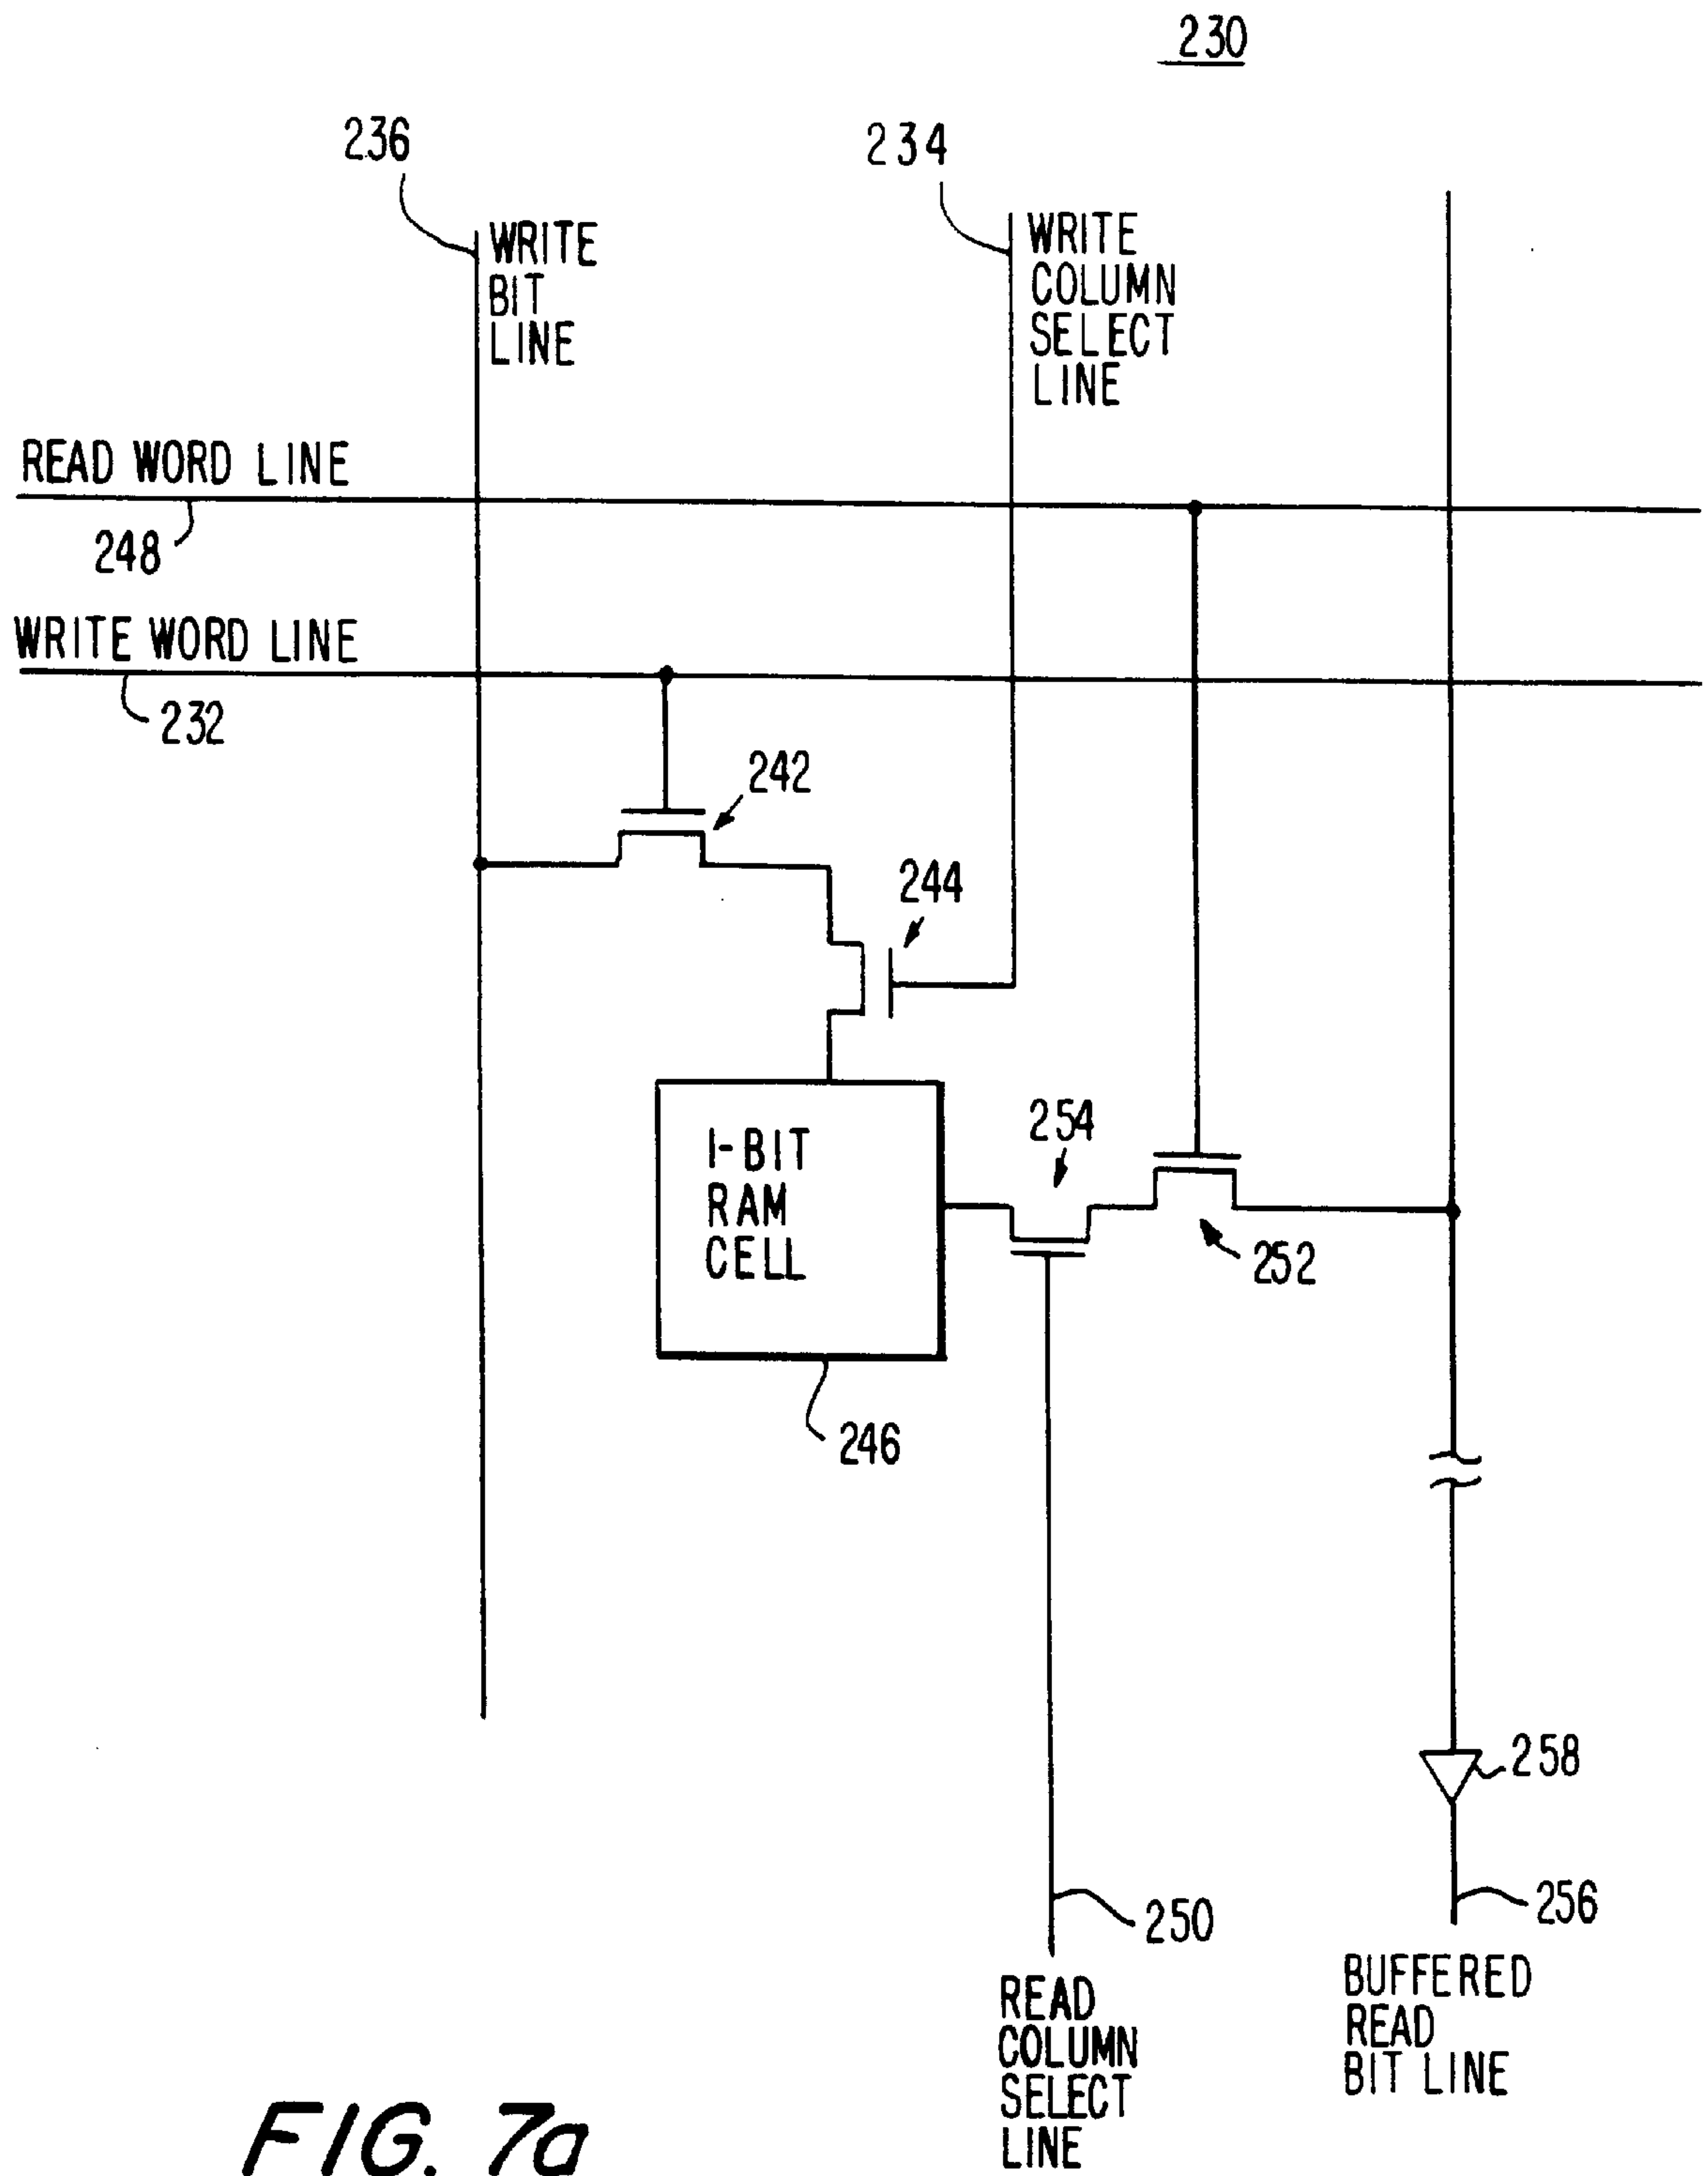 230
236
234
WRITE
BIT
LINE
WRITE
COLUMN
SELECT
LINE
READ WORD LINE
248
WRITE WORD LINE
232
242
244
254
1-BIT
RAM
CELL
252
246
258
256
250
BUFFERED
READ
BIT LINE
READ
COLUMN
SELECT
LINE
FIG. 7a